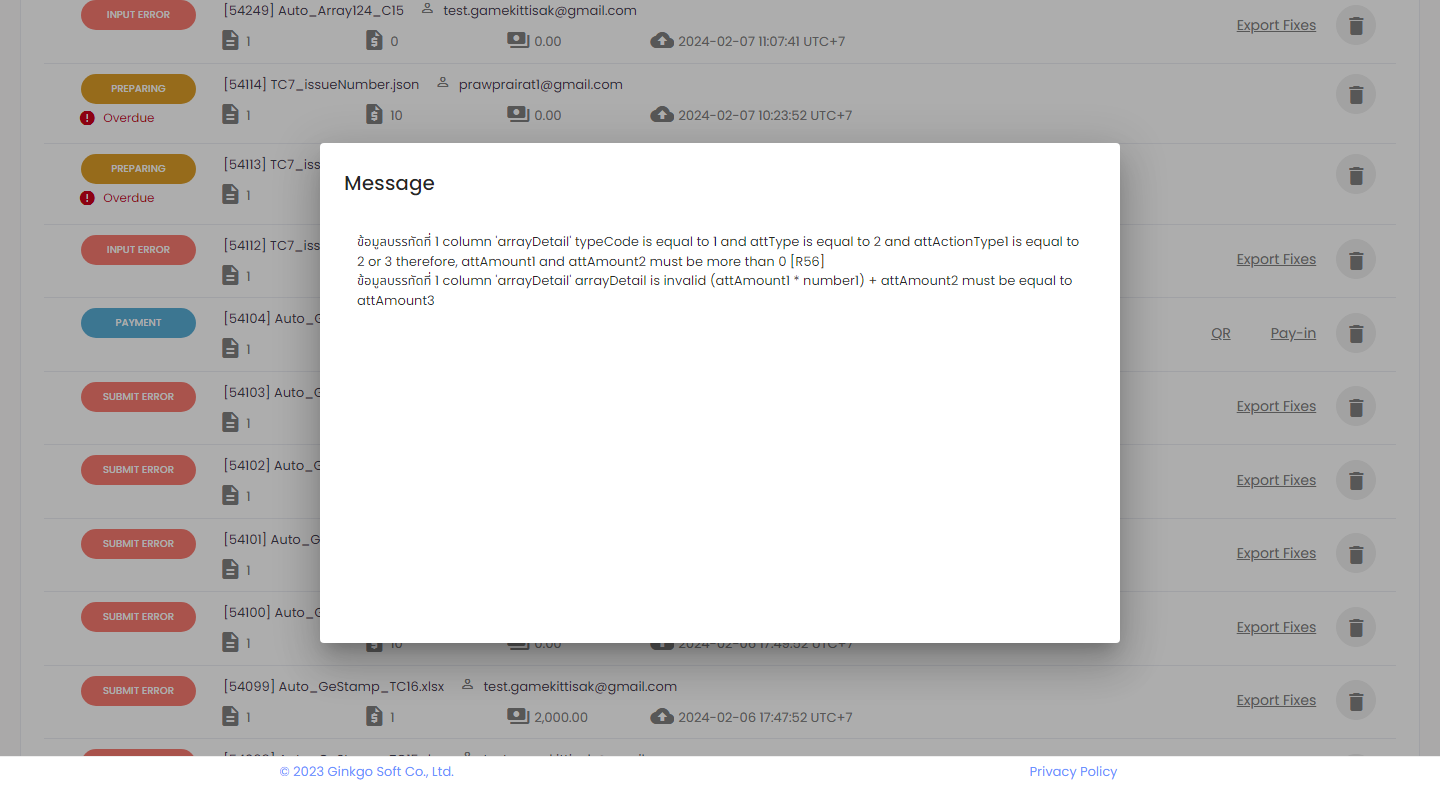 INPUT ERROR [54249] Auto_Array124_C15 test.gamekittisak@gmail.com
1 0 0.00 2024-02-07 11:07:41 UTC+7 Export Fixes
PREPARING [54114] TC7_issueNumber.json prawprairat1@gmail.com
Overdue 1 10 0.00 2024-02-07 10:23:52 UTC+7
PREPARING [54113] TC7_iss
Overdue 1
Message
ข้อมูลบรรทัดที่ 1 column 'arrayDetail' typeCode is equal to 1 and attType is equal to 2 and attActionType1 is equal to
2 or 3 therefore, attAmount1 and attAmount2 must be more than 0 [R56]
ข้อมูลบรรทัดที่ 1 column 'arrayDetail' arrayDetail is invalid (attAmount1 * number1) + attAmount2 must be equal to
attAmount3
INPUT ERROR [54112] TC7_iss
1 Export Fixes
PAYMENT [54104] Auto_G
1 QR Pay-in
SUBMIT ERROR [54103] Auto_G
1 Export Fixes
SUBMIT ERROR [54102] Auto_G
1 Export Fixes
SUBMIT ERROR [54101] Auto_G
1 Export Fixes
SUBMIT ERROR [54100] Auto_G
1 10 0.00 2024-02-06 17:49:52 UTC+7 Export Fixes
SUBMIT ERROR [54099] Auto_GeStamp_TC16.xlsx test.gamekittisak@gmail.com
1 1 2,000.00 2024-02-06 17:47:52 UTC+7 Export Fixes
© 2023 Ginkgo Soft Co., Ltd. Privacy Policy